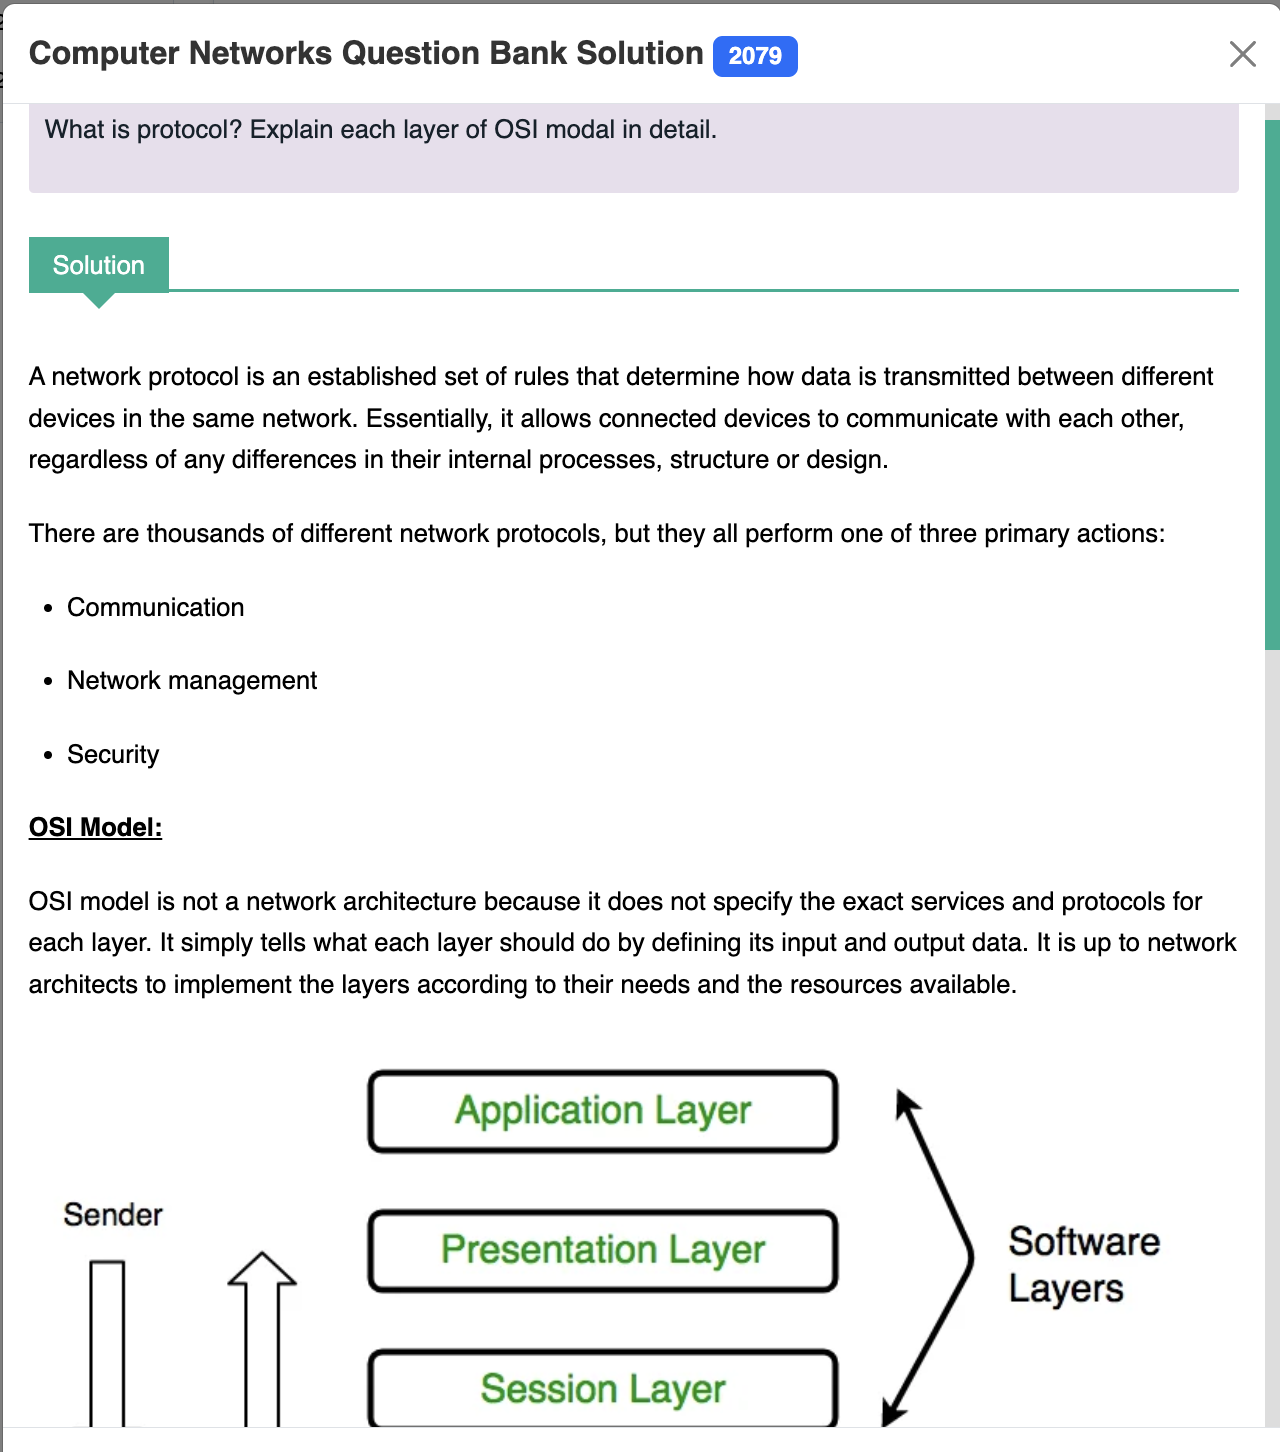 Computer Networks Question Bank Solution 2079
What is protocol? Explain each layer of OSI modal in detail.
Solution
A network protocol is an established set of rules that determine how data is transmitted between different
devices in the same network. Essentially, it allows connected devices to communicate with each other,
regardless of any differences in their internal processes, structure or design.
There are thousands of different network protocols, but they all perform one of three primary actions:
• Communication
• Network management
• Security
OSI Model:
OSI model is not a network architecture because it does not specify the exact services and protocols for
each layer. It simply tells what each layer should do by defining its input and output data. It is up to network
architects to implement the layers according to their needs and the resources available.
Application Layer
Sender
Presentation Layer
Software
Layers
Session Layer